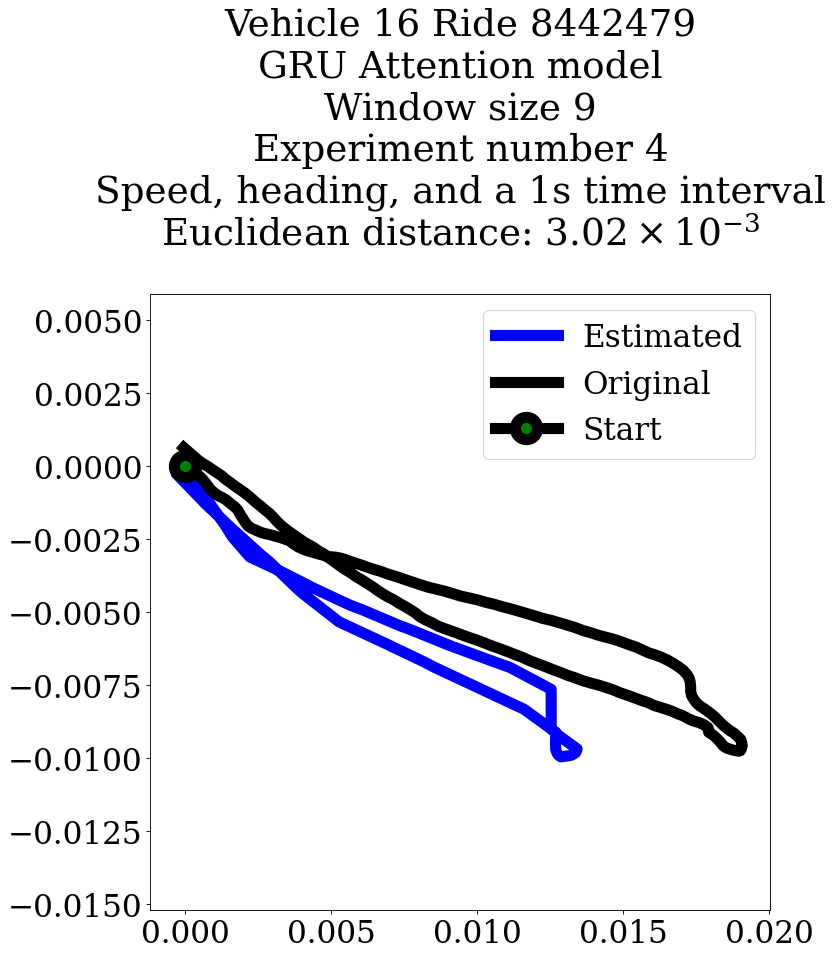 Vehicle 16 Ride 8442479
GRU Attention model
Window size 9
Experiment number 4
Speed, heading, and a 1s time interval
Euclidean distance: 3.02 × 10⁻³
Estimated
Original
Start
0.0050
0.0025
0.0000
−0.0025
−0.0050
−0.0075
−0.0100
−0.0125
−0.0150
0.000 0.005 0.010 0.015 0.020